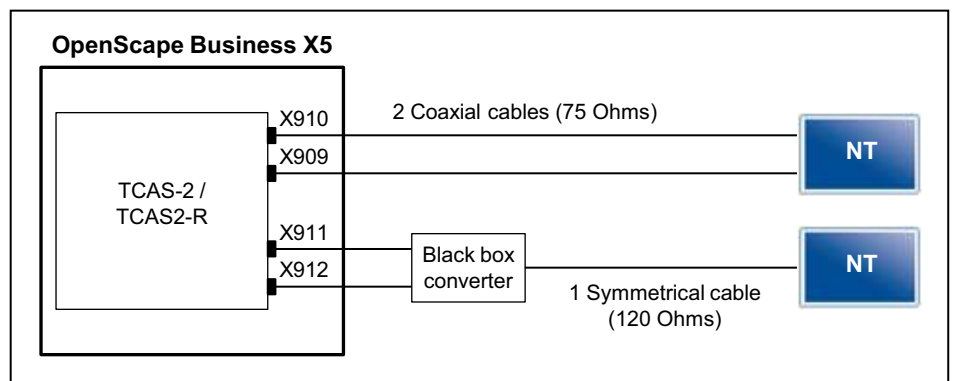 OpenScape Business X5
X910
2 Coaxial cables (75 Ohms)
X909
NT
TCAS-2 /
TCAS2-R
X911
X912
Black box
converter
NT
1 Symmetrical cable
(120 Ohms)